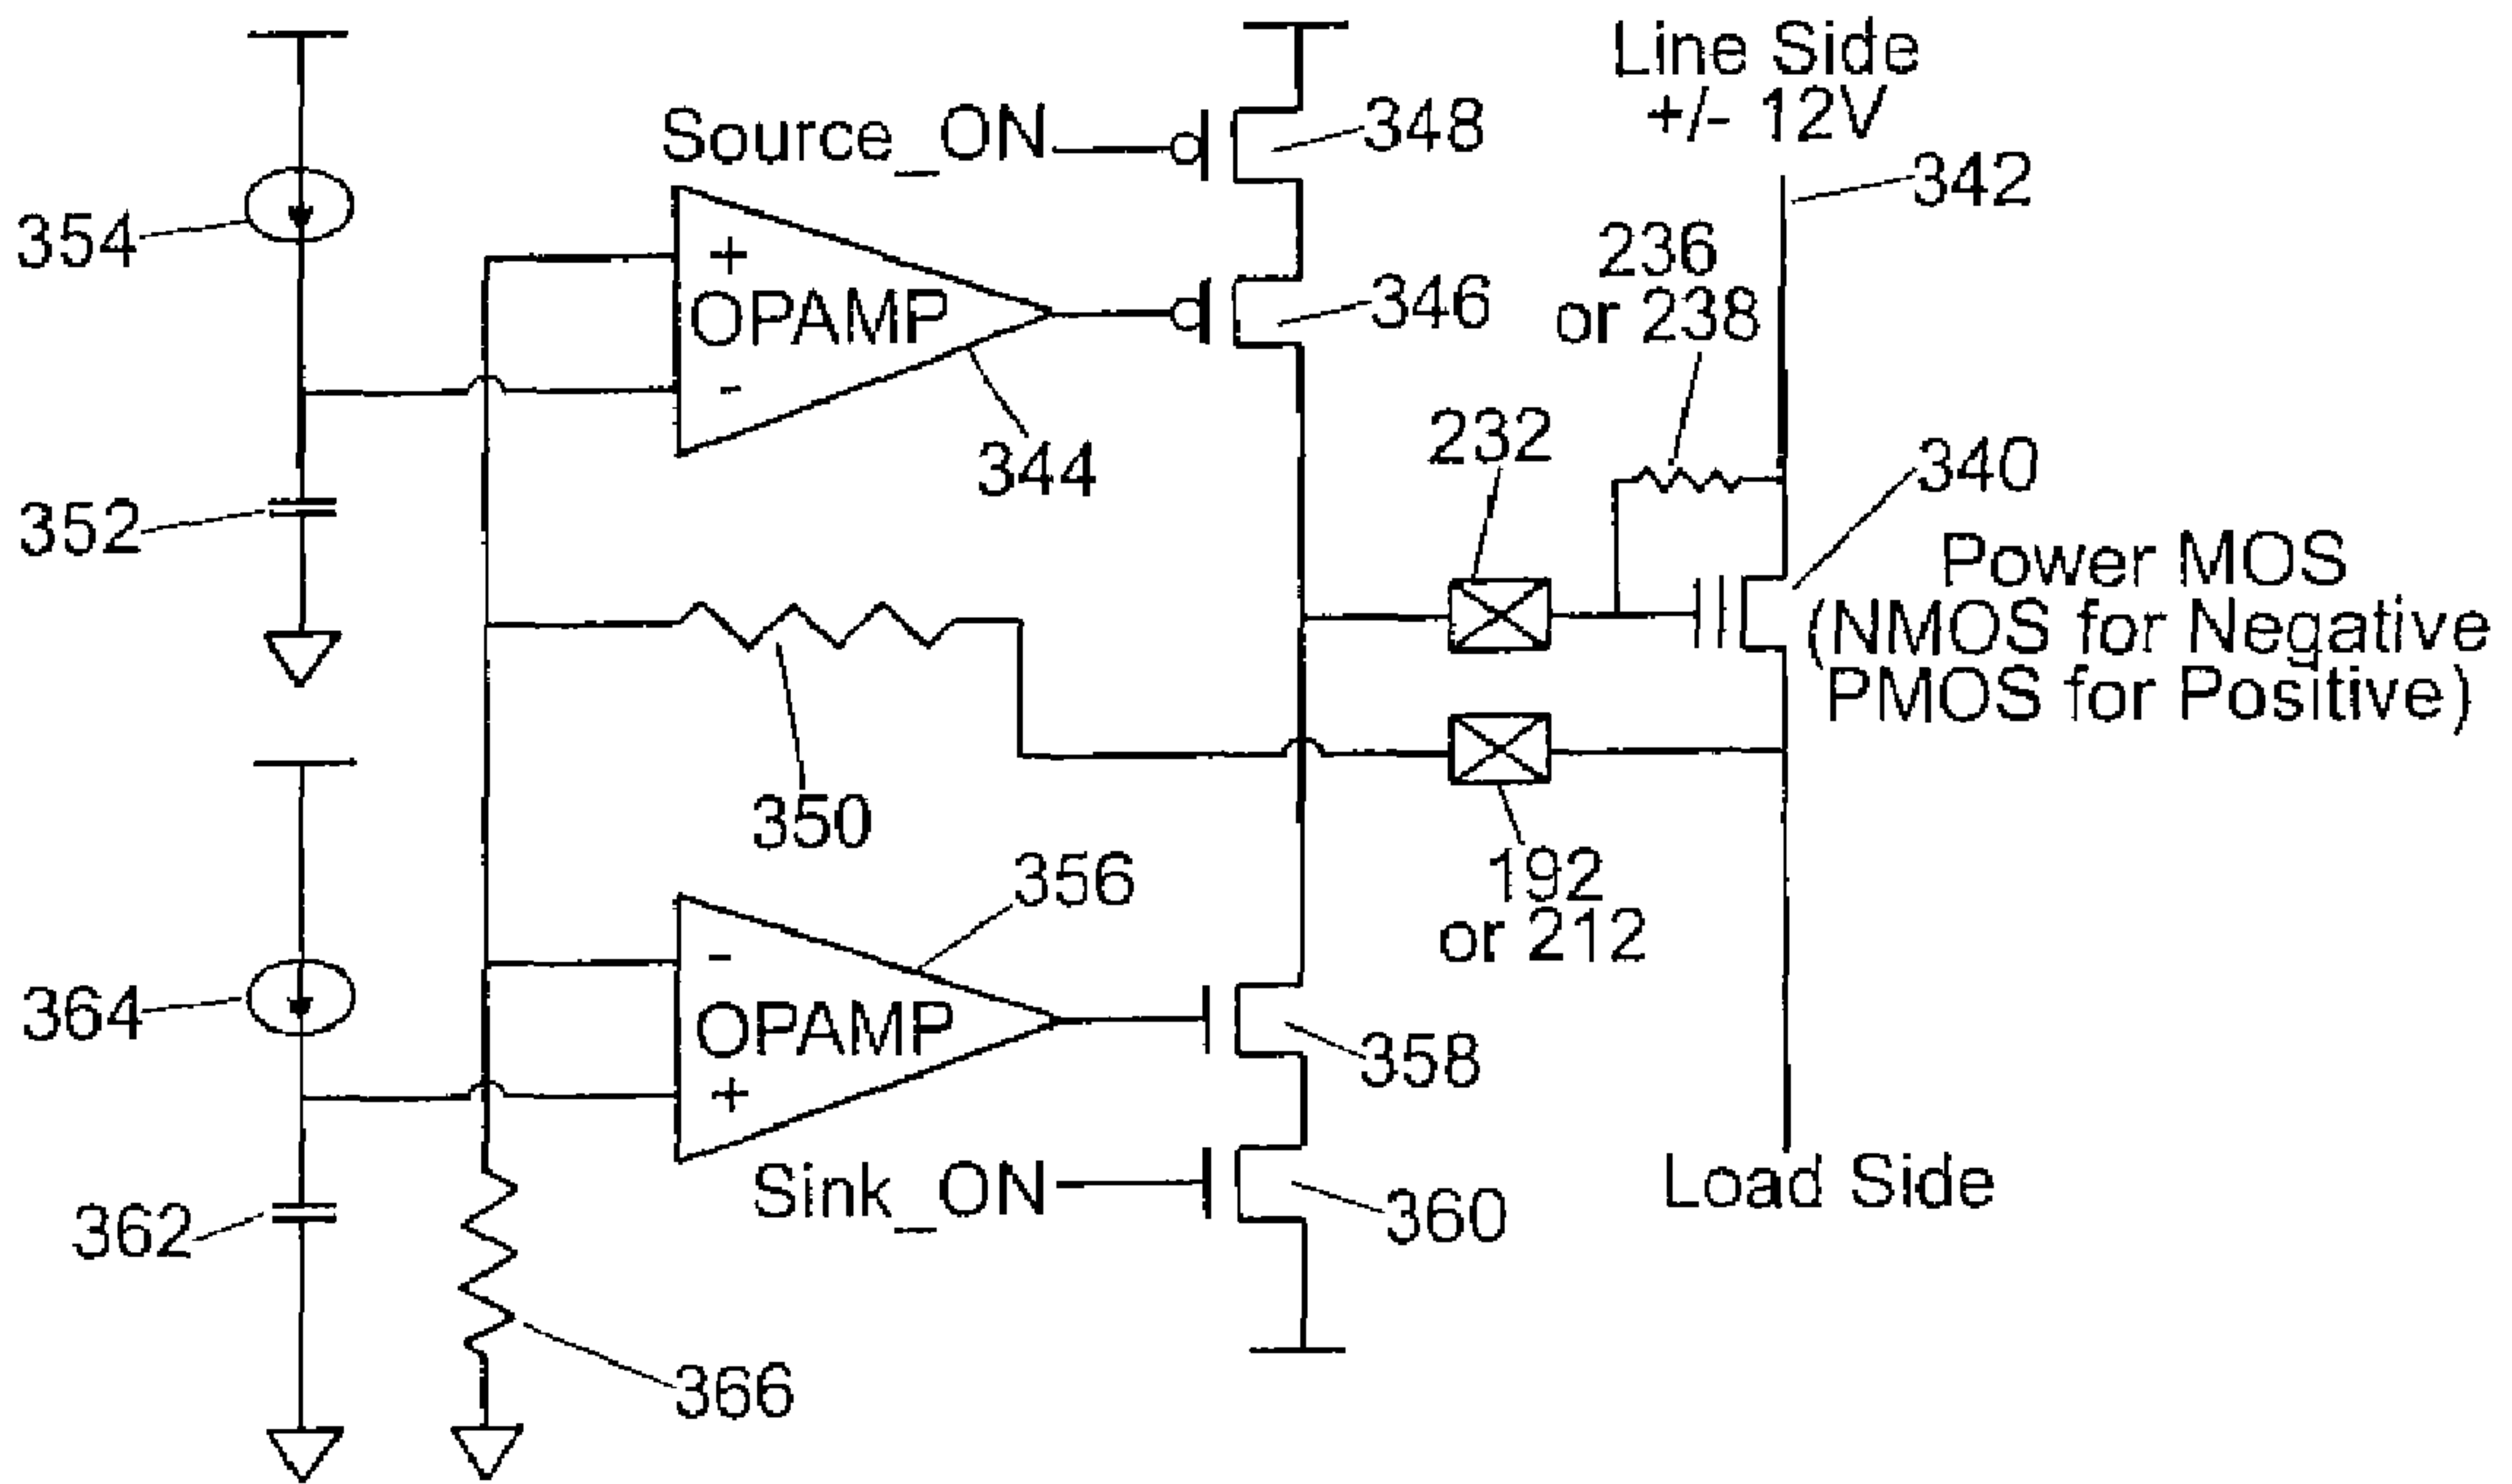 Line Side
+/- 12V
Source_ON
348
342
354
+
OPAMP
-
236
or 238
346
344
232
340
352
Power MOS
(NMOS for Negative
PMOS for Positive)
350
192
or 212
356
364
-
OPAMP
+
358
Sink_ON
Load Side
362
360
366